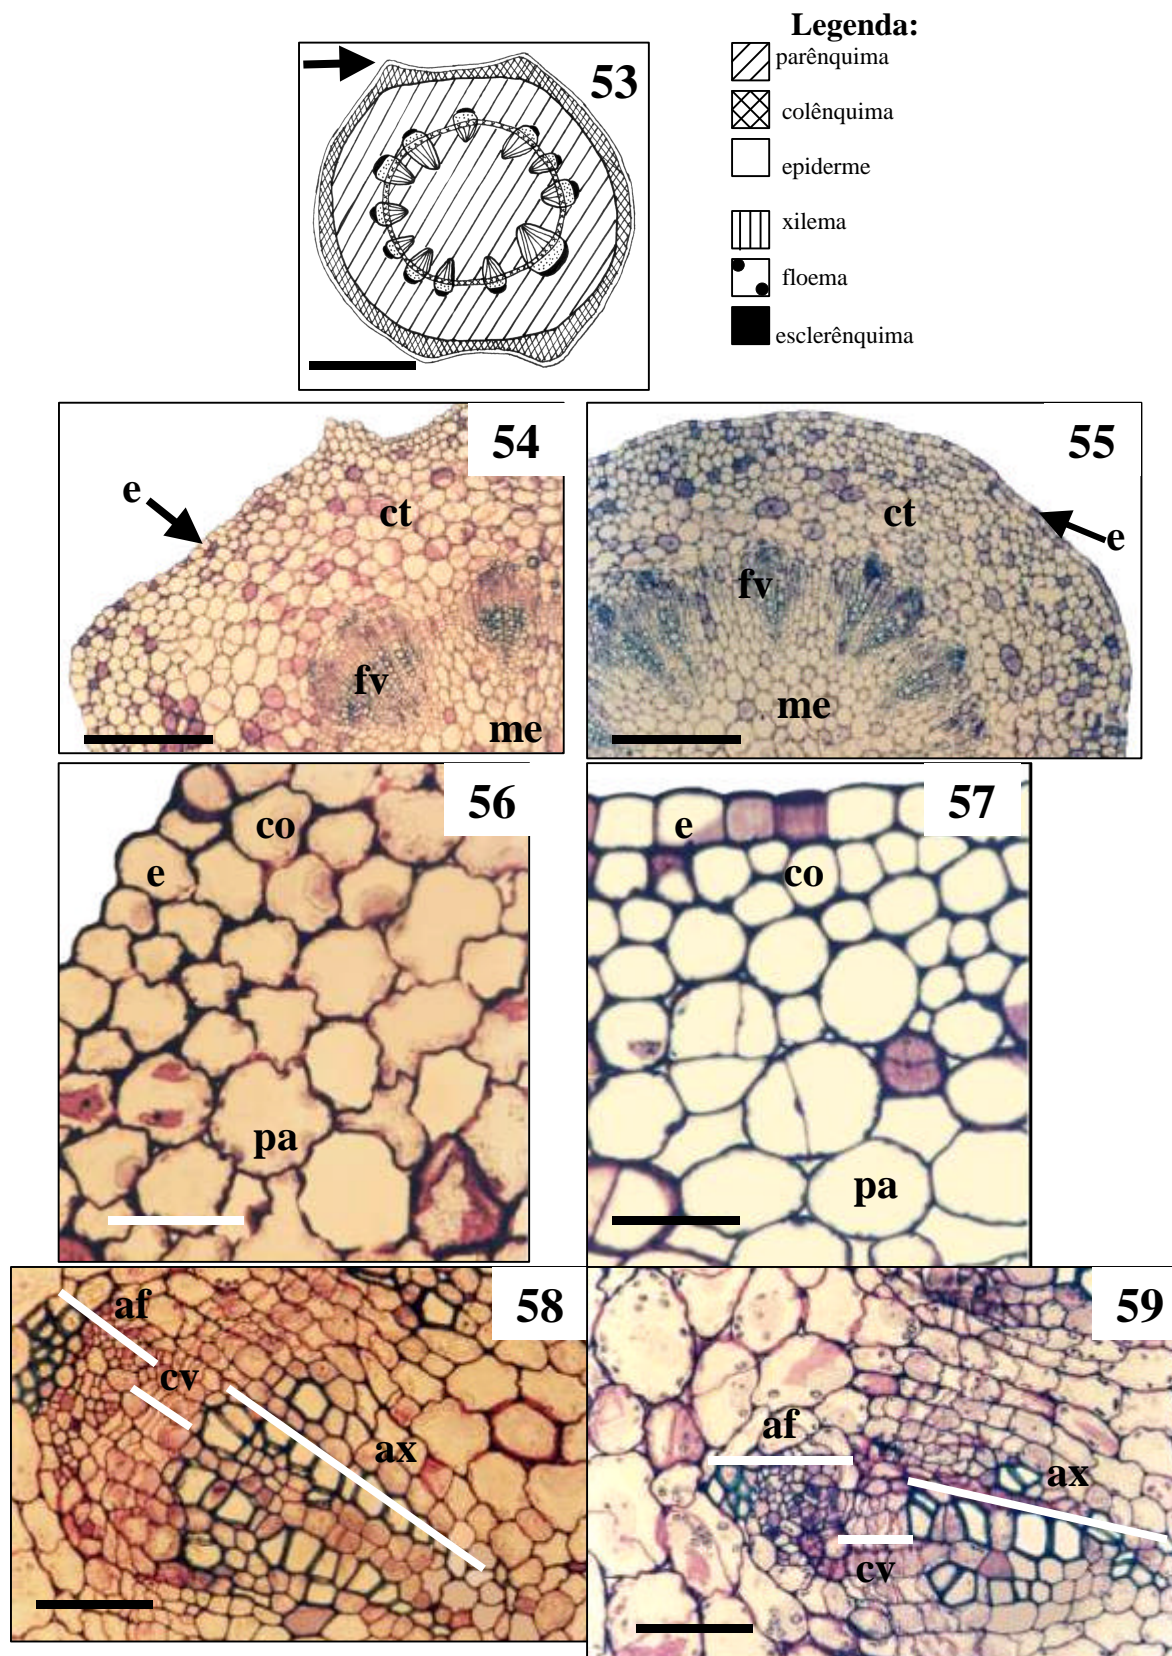 Legenda:
53
parênquima
colênquima
epiderme
xilema
floema
esclerênquima
54
e
ct
fv
me
55
ct
e
fv
me
56
co
e
pa
57
e
co
pa
58
af
cv
ax
59
af
ax
cv